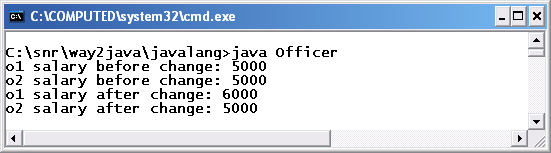 C:\COMPUTED\system32\cmd.exe
C:\snr\way2java\javalang>java Officer
o1 salary before change: 5000
o2 salary before change: 5000
o1 salary after change: 6000
o2 salary after change: 5000